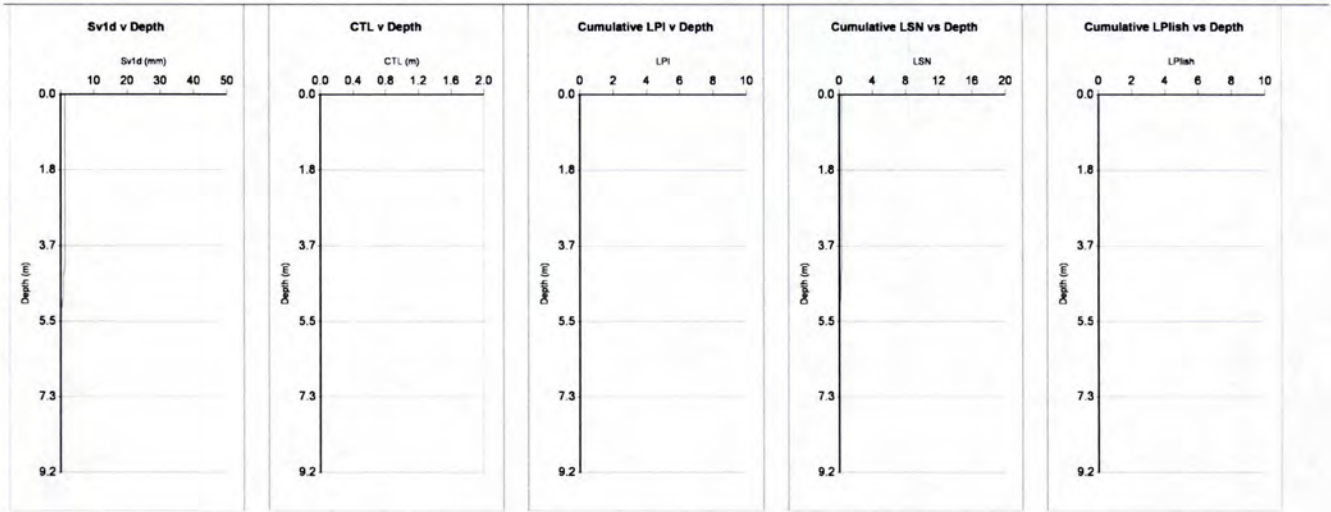 Sv1d v Depth
Sv1d (mm)
10 20 30 40 50
0.0
1.8
3.7
5.5
7.3
9.2
Depth (m)
CTL v Depth
CTL (m)
0.0 0.4 0.8 1.2 1.6 2.0
0.0
1.8
3.7
5.5
7.3
9.2
Depth (m)
Cumulative LPI v Depth
LPI
0 2 4 6 8 10
0.0
1.8
3.7
5.5
7.3
9.2
Depth (m)
Cumulative LSN vs Depth
LSN
0 4 8 12 16 20
0.0
1.8
3.7
5.5
7.3
9.2
Depth (m)
Cumulative LPIish vs Depth
LPIish
0 2 4 6 8 10
0.0
1.8
3.7
5.5
7.3
9.2
Depth (m)